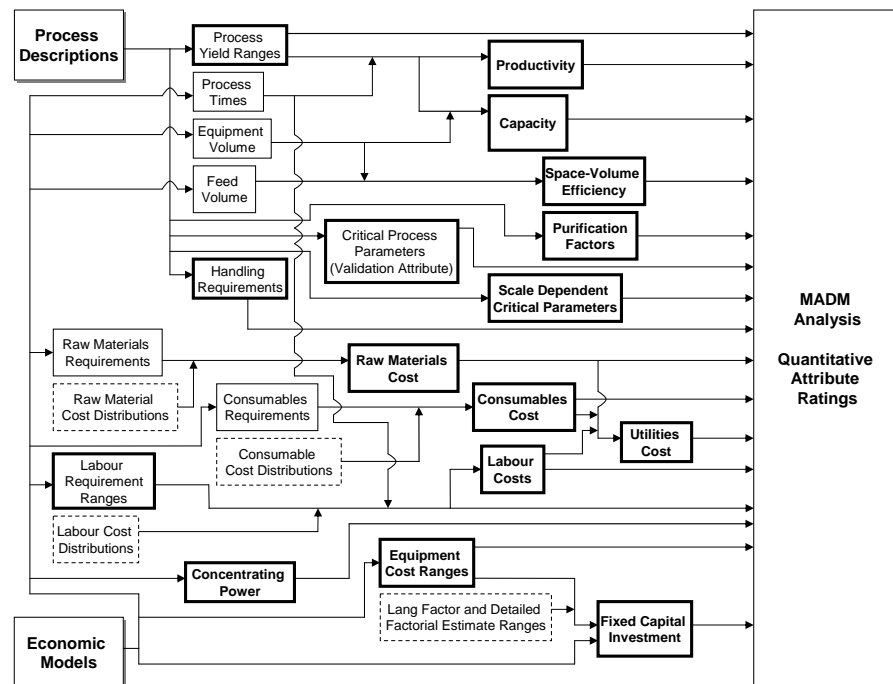 Process
Descriptions
Process
Yield Ranges
Productivity
Process
Times
Capacity
Equipment
Volume
Feed
Volume
Space-Volume
Efficiency
Purification
Factors
Critical Process
Parameters
(Validation Attribute)
Handling
Requirements
Scale Dependent
Critical Parameters
MADM
Analysis
Quantitative
Attribute
Ratings
Raw Materials
Requirements
Raw Materials
Cost
Raw Material
Cost Distributions
Consumables
Requirements
Consumables
Cost
Utilities
Cost
Consumable
Cost Distributions
Labour
Costs
Labour
Requirement
Ranges
Labour Cost
Distributions
Equipment
Cost Ranges
Concentrating
Power
Lang Factor and Detailed
Factorial Estimate Ranges
Fixed Capital
Investment
Economic
Models